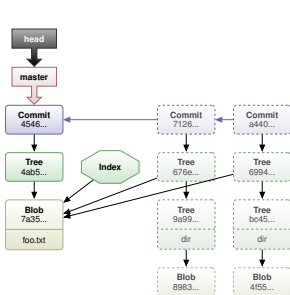 head
master
Commit
4546...
Commit
7126...
Commit
a440...
Tree
4ab5...
Index
Tree
676e...
Tree
6994...
Blob
7a35...
foo.txt
Tree
9a99...
dir
Tree
bc45...
dir
Blob
8983...
Blob
4f55...